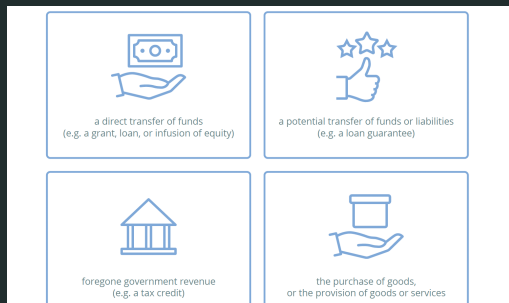 a direct transfer of funds
(e.g. a grant, loan, or infusion of equity)
a potential transfer of funds or liabilities
(e.g. a loan guarantee)
foregone government revenue
(e.g. a tax credit)
the purchase of goods,
or the provision of goods or services